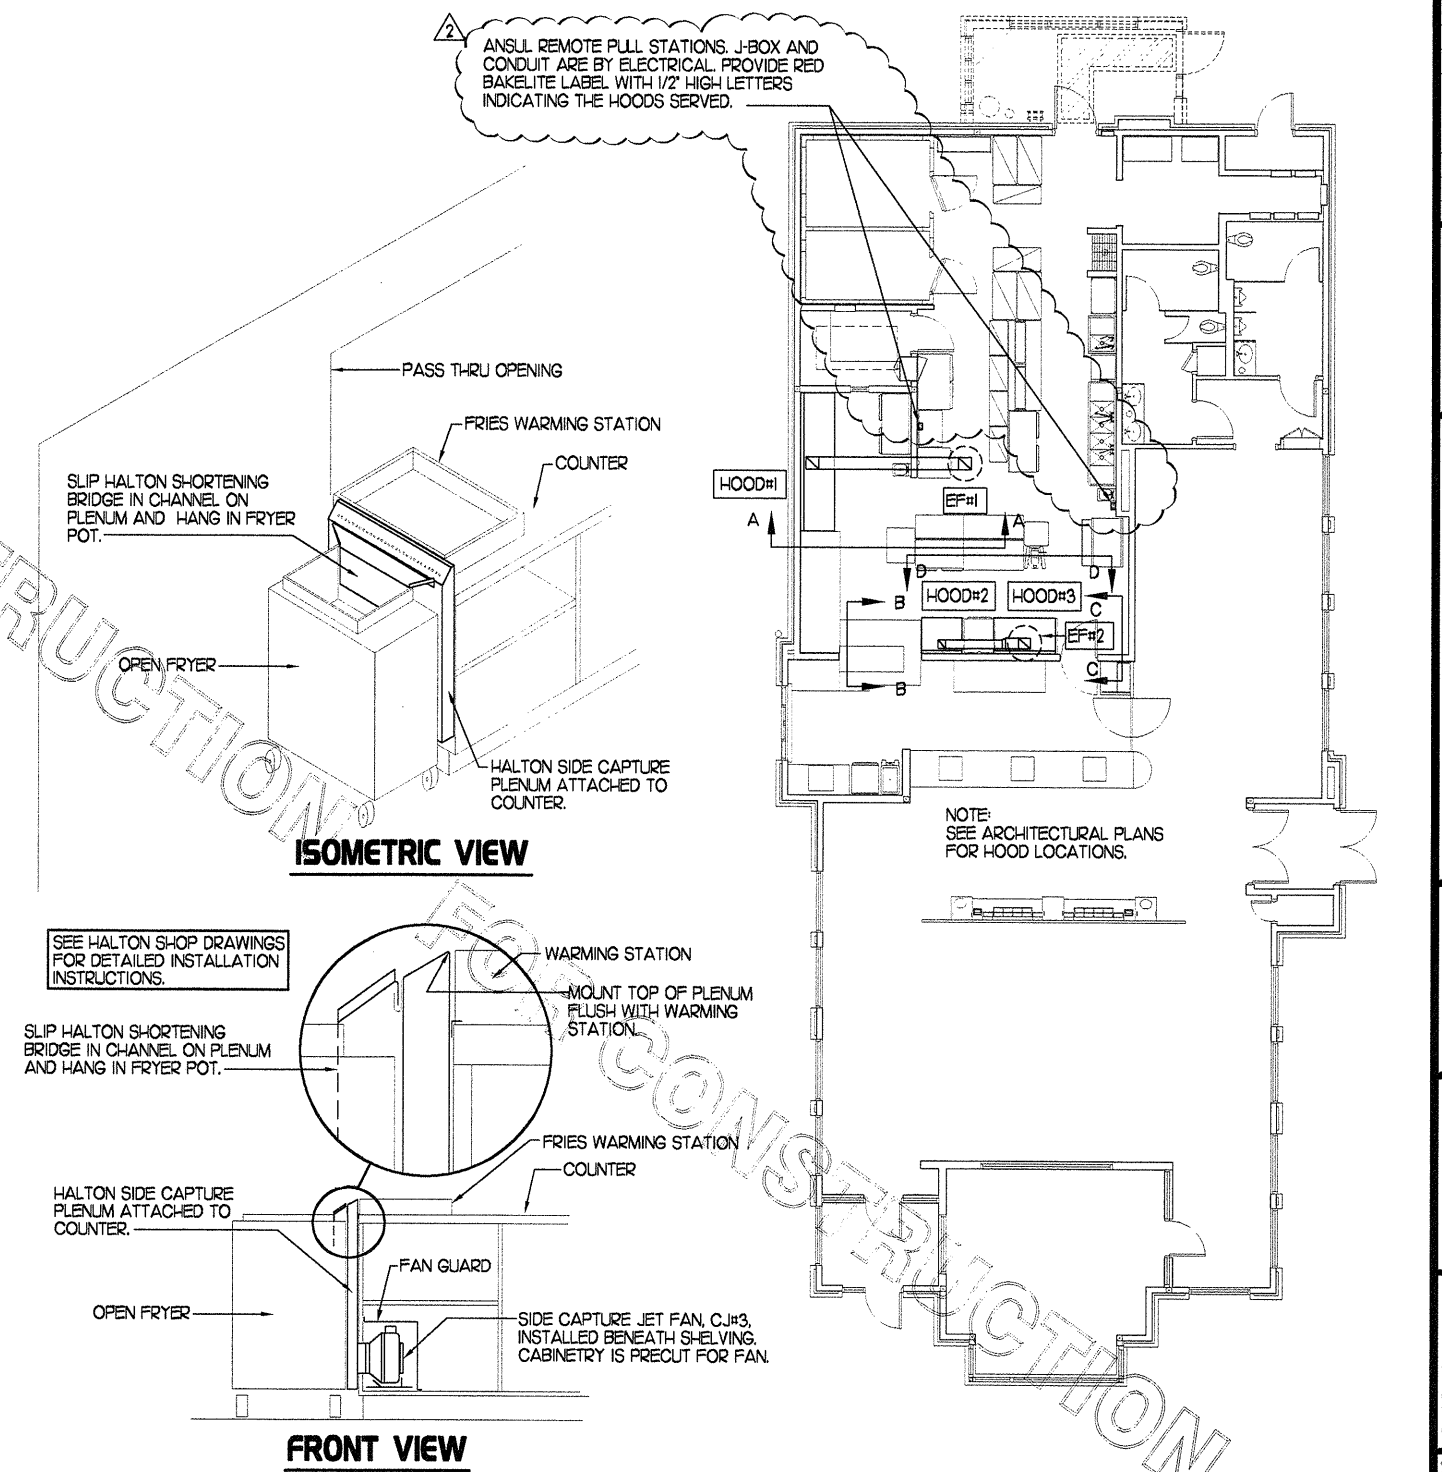 2
ANSUL REMOTE PULL STATIONS. J-BOX AND
CONDUIT ARE BY ELECTRICAL. PROVIDE RED
BAKELITE LABEL WITH 1/2" HIGH LETTERS
INDICATING THE HOODS SERVED.
PASS THRU OPENING
FRIES WARMING STATION
COUNTER
SLIP HALTON SHORTENING
BRIDGE IN CHANNEL ON
PLENUM AND HANG IN FRYER
POT.
OPEN FRYER
HALTON SIDE CAPTURE
PLENUM ATTACHED TO
COUNTER.
ISOMETRIC VIEW
HOOD#1
EF#1
A
A
D
D
B
HOOD#2
HOOD#3
C
EF#2
C
B
NOTE:
SEE ARCHITECTURAL PLANS
FOR HOOD LOCATIONS.
SEE HALTON SHOP DRAWINGS
FOR DETAILED INSTALLATION
INSTRUCTIONS.
WARMING STATION
MOUNT TOP OF PLENUM
FLUSH WITH WARMING
STATION.
SLIP HALTON SHORTENING
BRIDGE IN CHANNEL ON PLENUM
AND HANG IN FRYER POT.
FRIES WARMING STATION
COUNTER
HALTON SIDE CAPTURE
PLENUM ATTACHED TO
COUNTER.
FAN GUARD
OPEN FRYER
SIDE CAPTURE JET FAN, CJ#3,
INSTALLED BENEATH SHELVING.
CABINETRY IS PRECUT FOR FAN.
FRONT VIEW
TRUCTION
FOR CONSTRUCTION